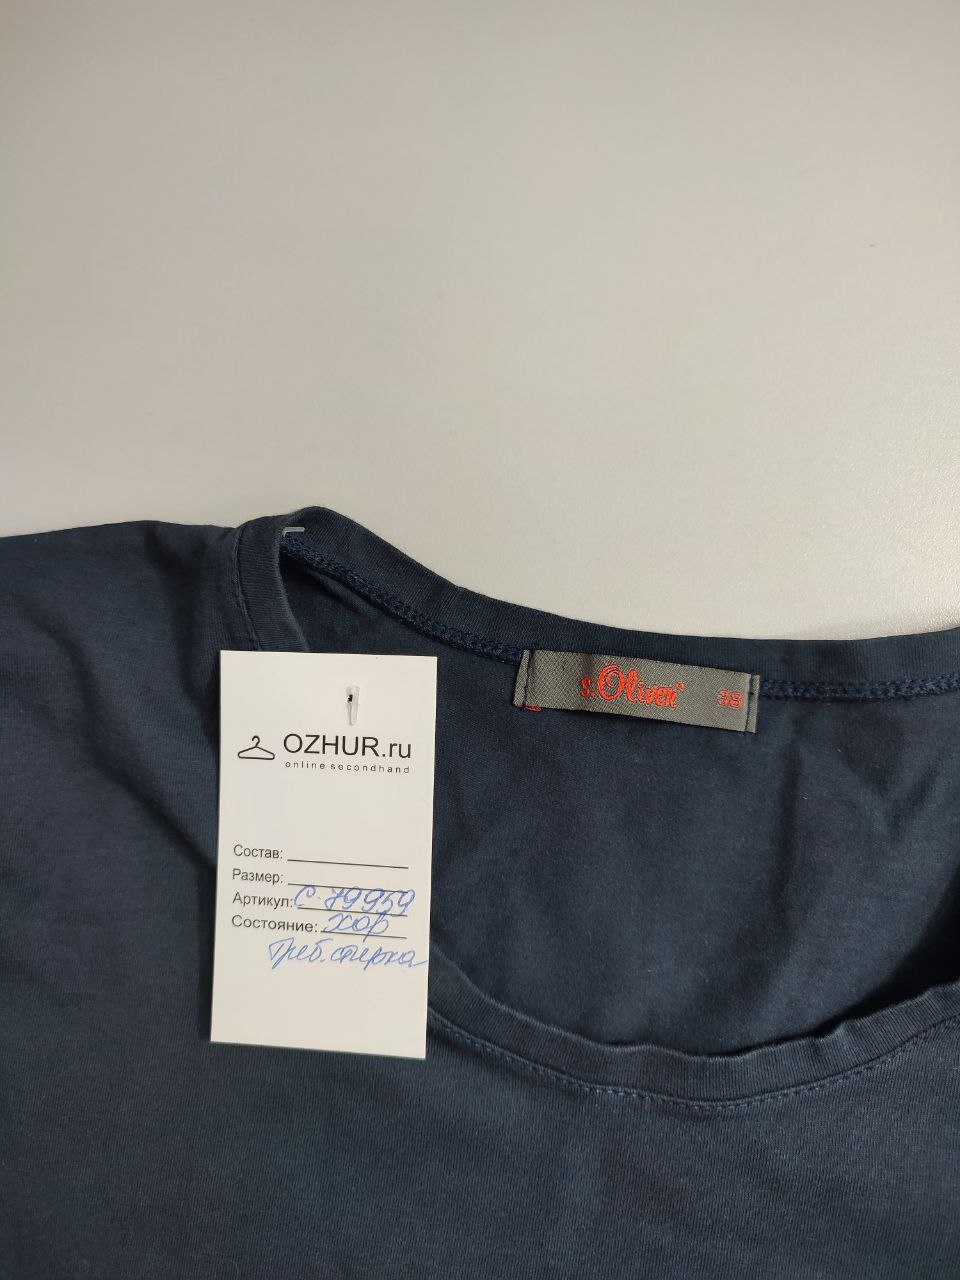 s.Oliver® 38
OZHUR.ru
online secondhand
Состав:
Размер:
Артикул: С-79959
Состояние: хор
Треб. стирка